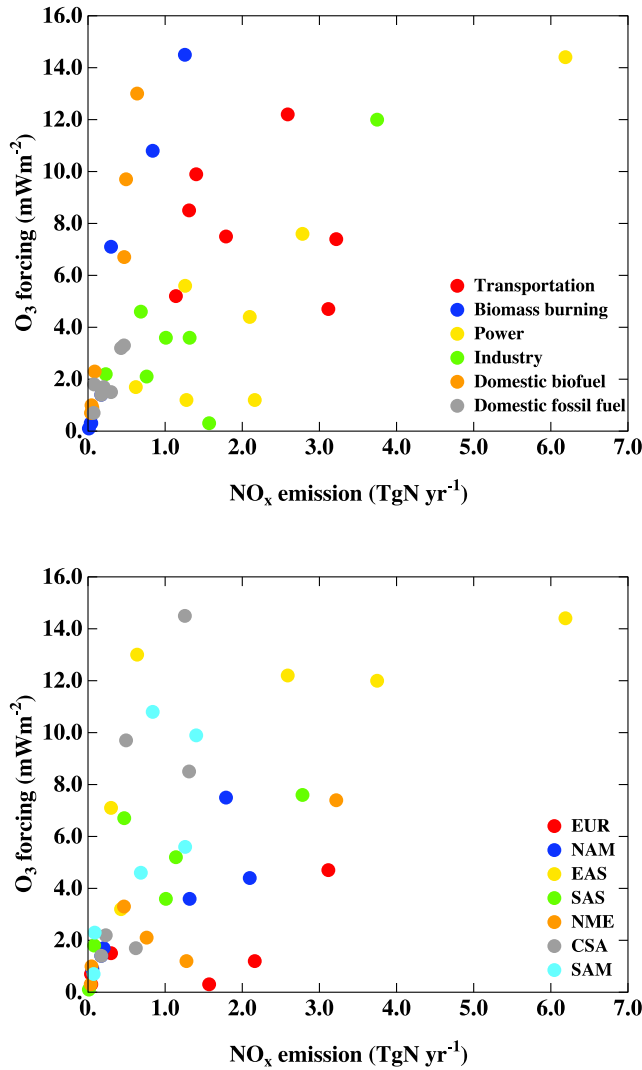 16.0
14.0
12.0
10.0
8.0
6.0
4.0
2.0
0.
0.
1.0
2.0
3.0
4.0
5.0
6.0
7.0
O3 forcing (mWm-2)
Transportation
Biomass burning
Power
Industry
Domestic biofuel
Domestic fossil fuel
NOx emission (TgN yr-1)
16.0
14.0
12.0
10.0
8.0
6.0
4.0
2.0
0.
0.
1.0
2.0
3.0
4.0
5.0
6.0
7.0
O3 forcing (mWm-2)
EUR
NAM
EAS
SAS
NME
CSA
SAM
NOx emission (TgN yr-1)